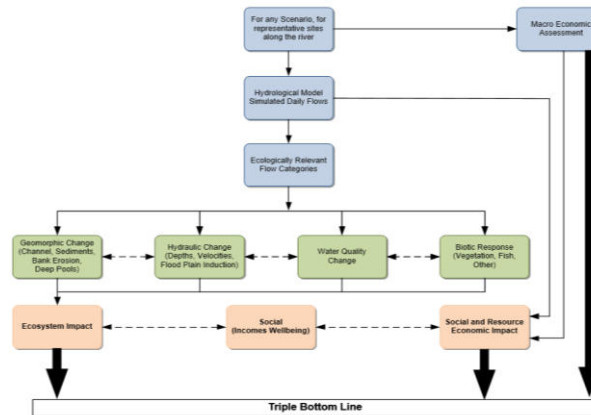 For any Scenario, for
representative sites
along the river
Macro Economic
Assessment
Hydrological Model
Simulated Daily Flows
Ecologically Relevant
Flow Categories
Geomorphic Change
(Channel, Sediments,
Bank Erosion,
Deep Pools)
Hydraulic Change
(Depths, Velocities,
Flood Plain Induction)
Water Quality
Change
Biotic Response
(Vegetation, Fish,
Other)
Ecosystem Impact
Social
(Incomes Wellbeing)
Social and Resource
Economic Impact
Triple Bottom Line